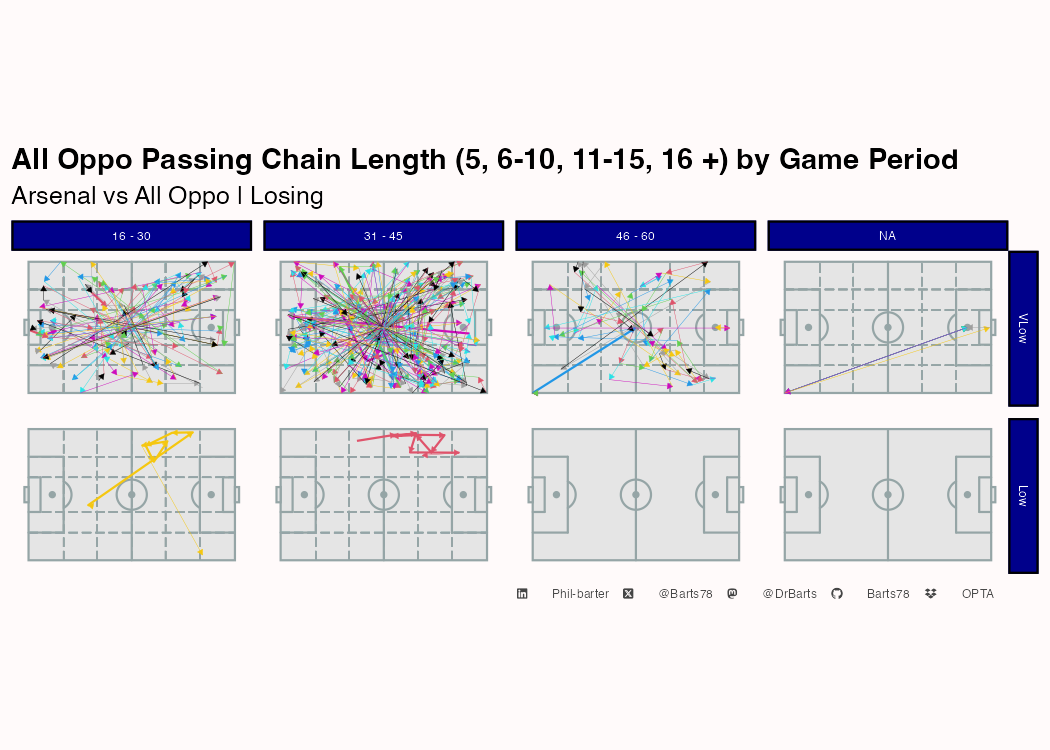 All Oppo Passing Chain Length (5, 6-10, 11-15, 16 +) by Game Period
Arsenal vs All Oppo | Losing
16 - 30
31 - 45
46 - 60
NA
VLow
Low
Phil-barter @Barts78 @DrBarts Barts78 OPTA